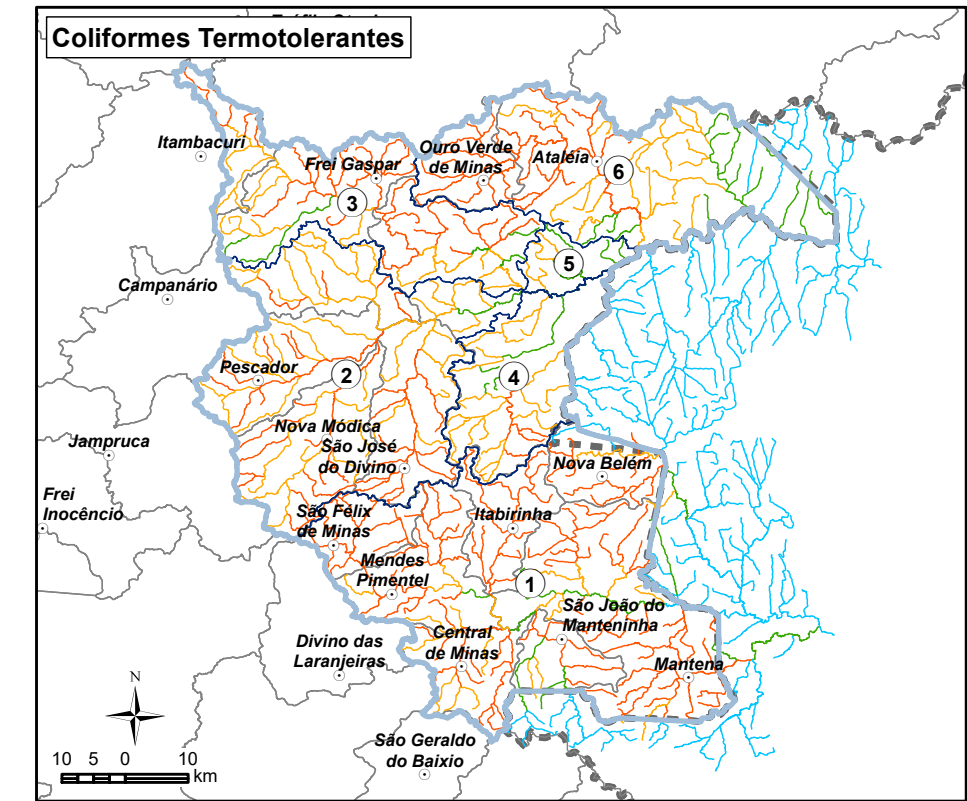 Coliformes Termotolerantes
Itambacuri
Frei Gaspar
Ouro Verde
de Minas
Ataléia
6
3
5
Campanário
Pescador
2
4
Nova Módica
São José
do Divino
Jampruca
Nova Belém
Frei
Inocêncio
São Félix
de Minas
Itabirinha
Mendes
Pimentel
1
São João do
Manteninha
Divino das
Laranjeiras
Central
de Minas
Mantena
N
São Geraldo
do Baixio
10 5 0 10
km